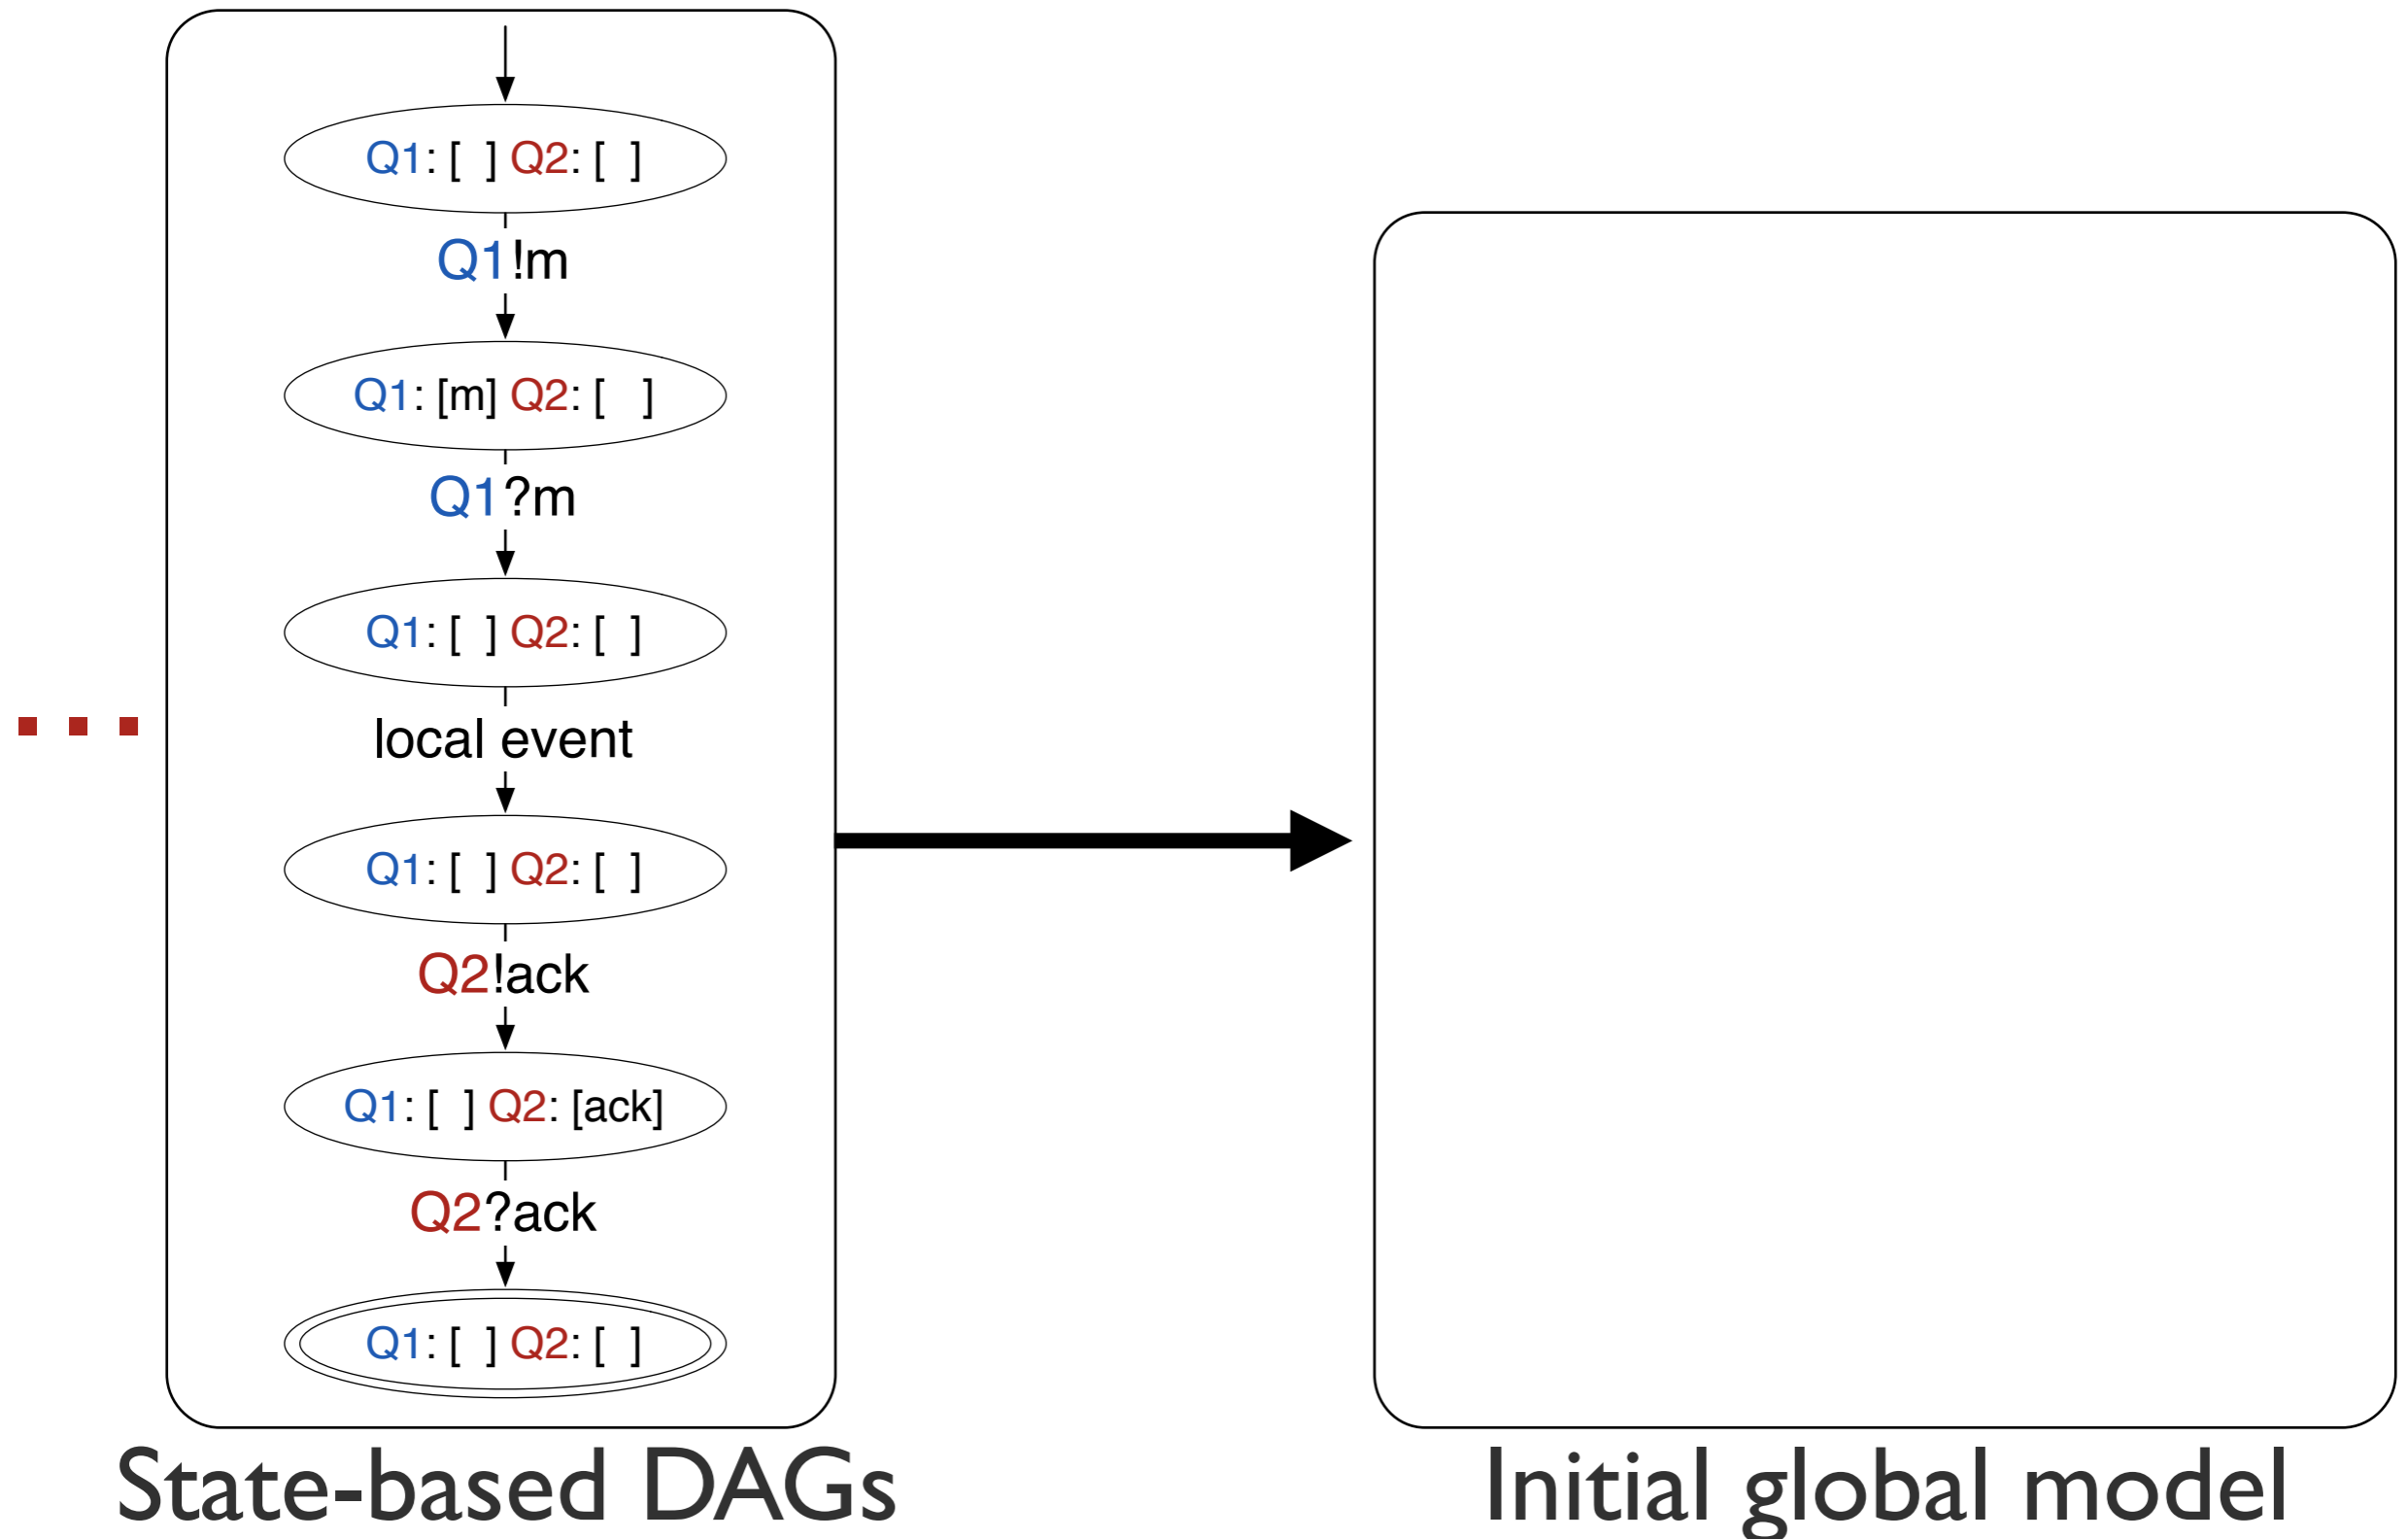 Q1: [ ] Q2: [ ]
Q1!m
Q1: [m] Q2: [ ]
Q1?m
Q1: [ ] Q2: [ ]
local event
Q1: [ ] Q2: [ ]
Q2!ack
Q1: [ ] Q2: [ack]
Q2?ack
Q1: [ ] Q2: [ ]
State-based DAGs
Initial global model